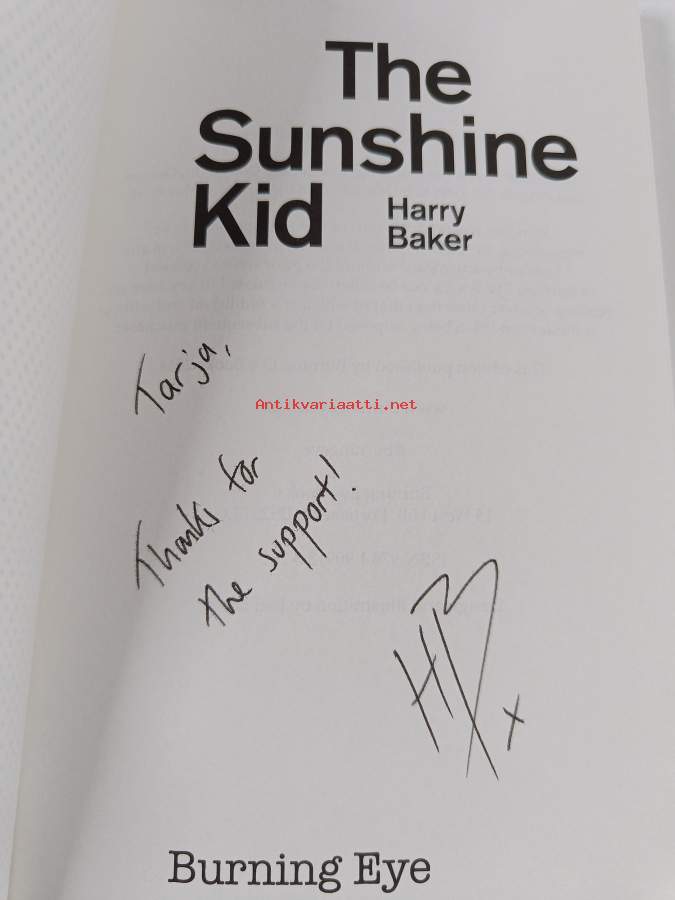 The
Sunshine
Kid
Harry
Baker
Tarja,
Antikvariaatti.net
Thanks for
the support!
HB x
Burning Eye